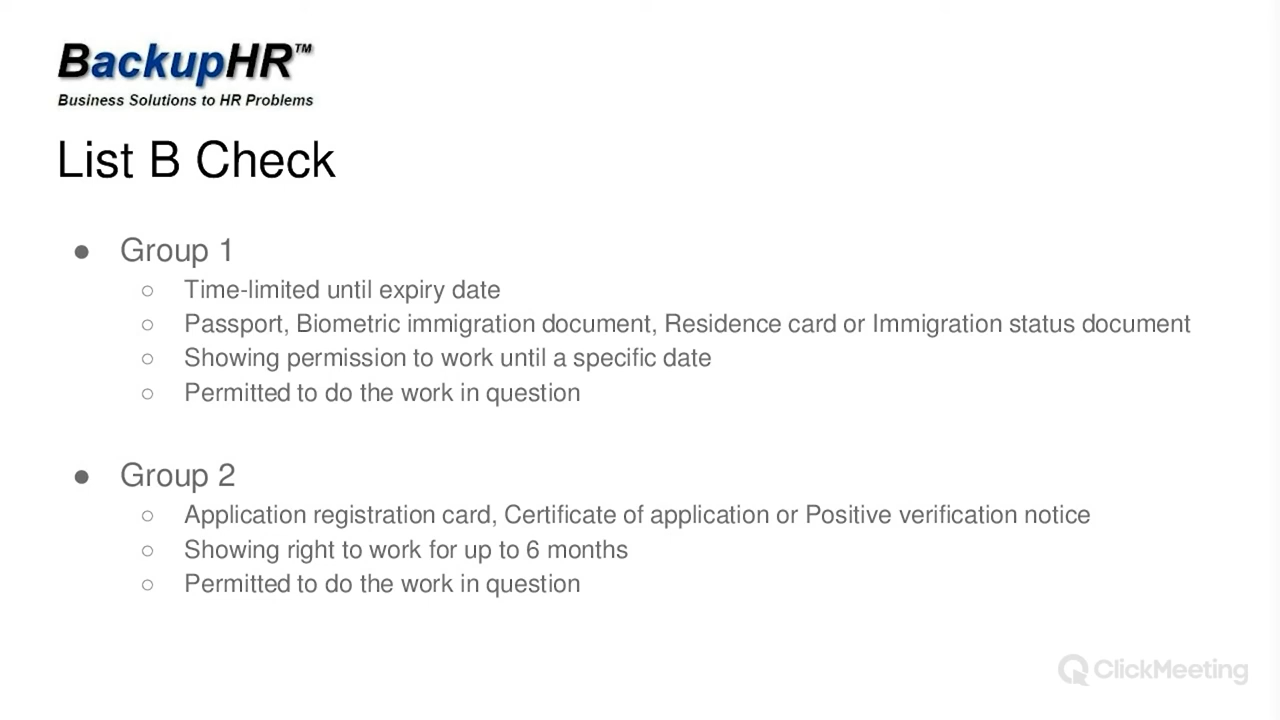 BackupHR™
Business Solutions to HR Problems
List B Check
● Group 1
○ Time-limited until expiry date
○ Passport, Biometric immigration document, Residence card or Immigration status document
○ Showing permission to work until a specific date
○ Permitted to do the work in question
● Group 2
○ Application registration card, Certificate of application or Positive verification notice
○ Showing right to work for up to 6 months
○ Permitted to do the work in question
ClickMeeting